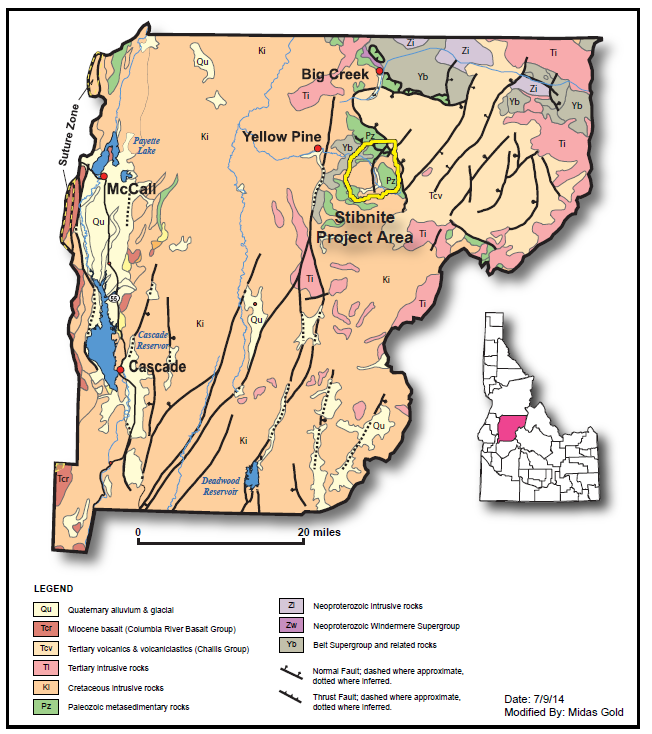 Zi
Ki
Zi
Ti
Qu
Big Creek
Yb
Zi
Ti
Yb
Yb
Suture Zone
Ki
Payette
Lake
Yellow Pine
Pz
Yb
Ti
McCall
Pz
Tcv
Qu
Stibnite
Project Area
Ti
Ti
Ki
55
Ki
Qu
Ti
Cascade
Reservoir
Cascade
Ki
Qu
Deadwood
Reservoir
Tcr
0
20 miles
LEGEND
Qu Quaternary alluvium & glacial
Tcr Miocene basalt (Columbia River Basalt Group)
Tcv Tertiary volcanics & volcaniclastics (Challis Group)
Ti Tertiary intrusive rocks
Ki Cretaceous intrusive rocks
Pz Paleozoic metasedimentary rocks
Zi Neoproterozoic intrusive rocks
Zw Neoproterozoic Windermere Supergroup
Yb Belt Supergroup and related rocks
Normal Fault; dashed where approximate,
dotted where inferred.
Thrust Fault; dashed where approximate,
dotted where inferred.
Date: 7/9/14
Modified By: Midas Gold